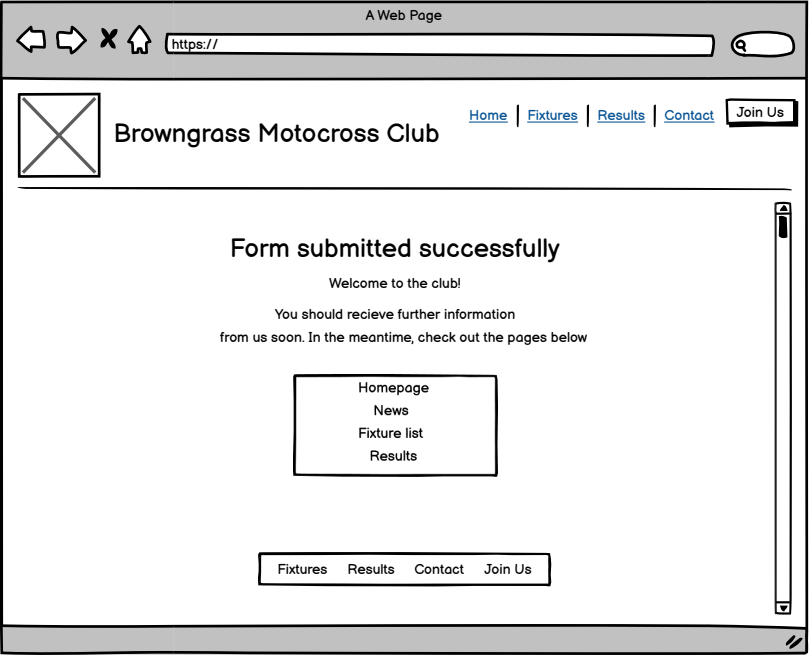 A Web Page
https://
Browngrass Motocross Club
Home Fixtures Results Contact Join Us
Form submitted successfully
Welcome to the club!
You should recieve further information
from us soon. In the meantime, check out the pages below
Homepage
News
Fixture list
Results
Fixtures Results Contact Join Us